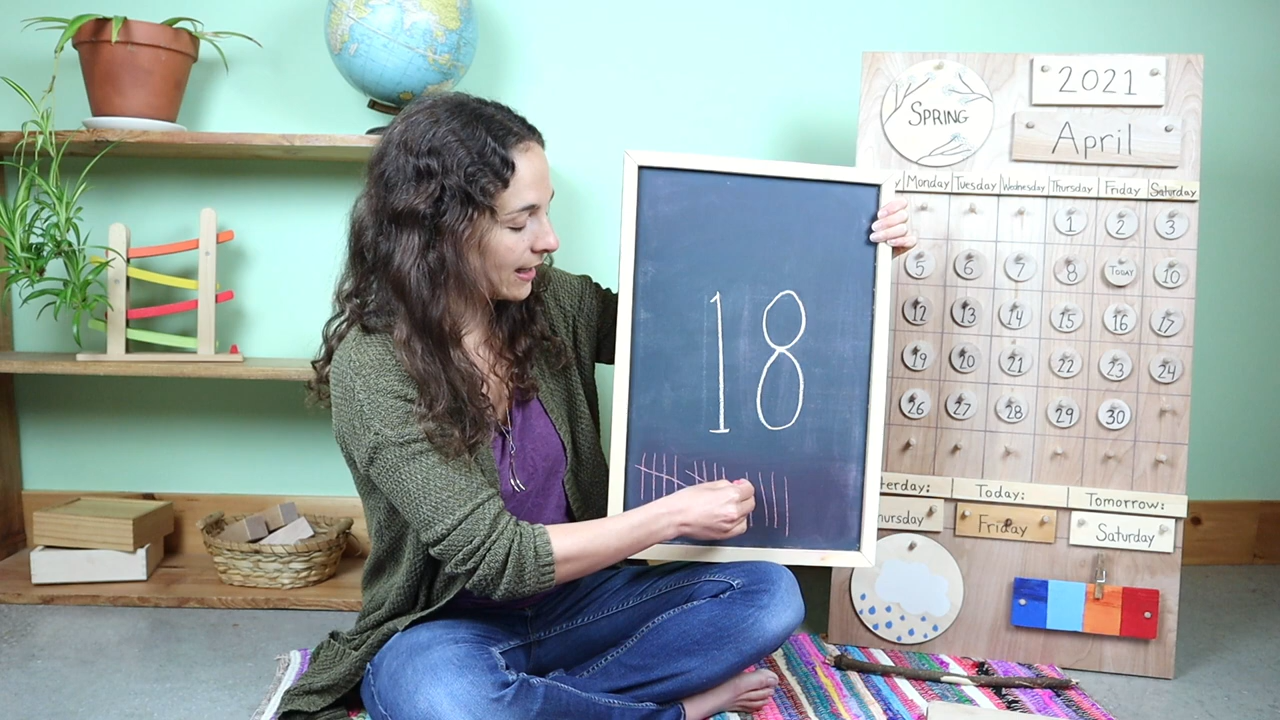 18
SPRING
2021
April
Monday Tuesday Wednesday Thursday Friday Saturday
1 2 3
5 6 7 8 TODAY 10
12 13 14 15 16 17
19 20 21 22 23 24
26 27 28 29 30
terday: Today: Tomorrow:
hursday Friday Saturday